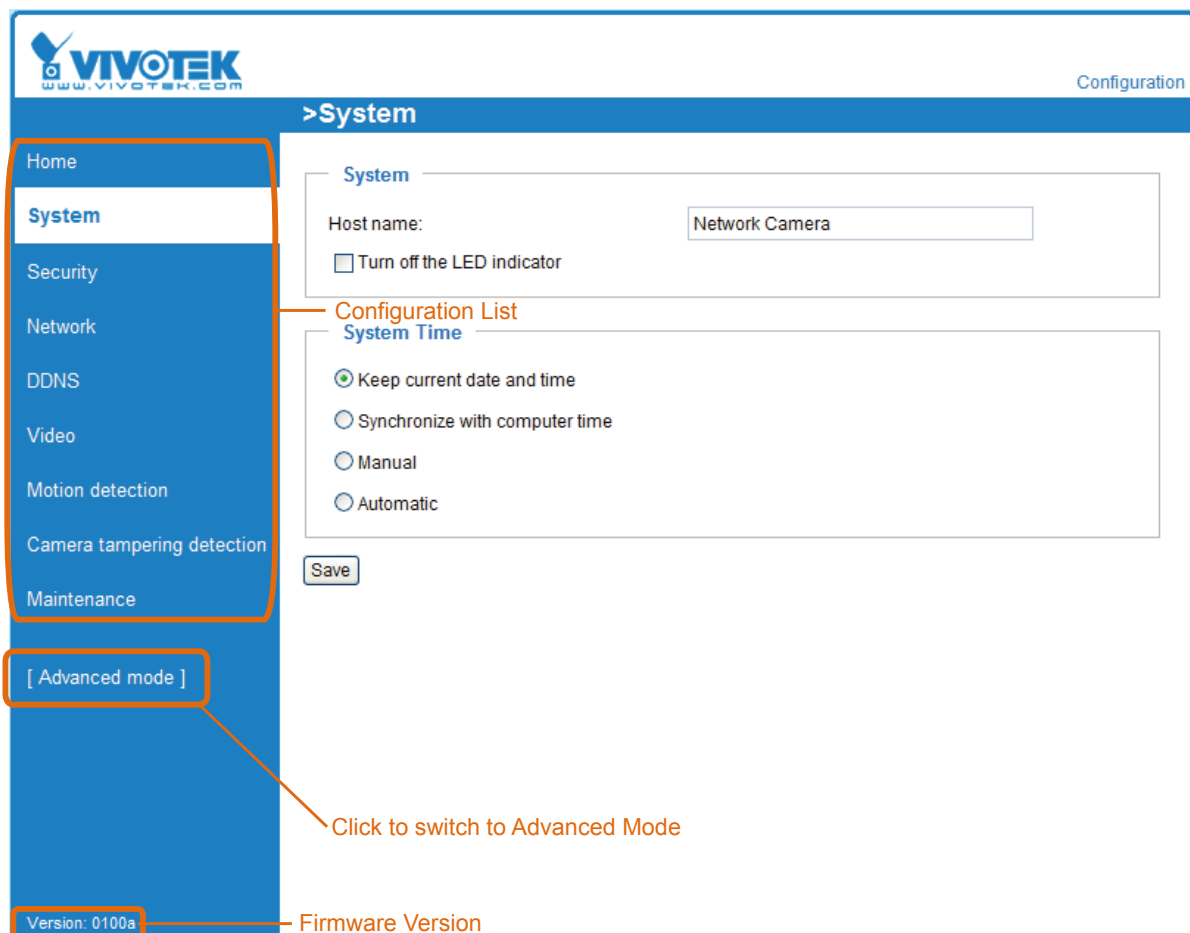 VIVOTEK
www.vivotek.com
Configuration
>System
Home
System
Security
Network
DDNS
Video
Motion detection
Camera tampering detection
Maintenance
[ Advanced mode ]
Version: 0100a
System
Host name: Network Camera
Turn off the LED indicator
Configuration List
System Time
Keep current date and time
Synchronize with computer time
Manual
Automatic
Save
Click to switch to Advanced Mode
Firmware Version